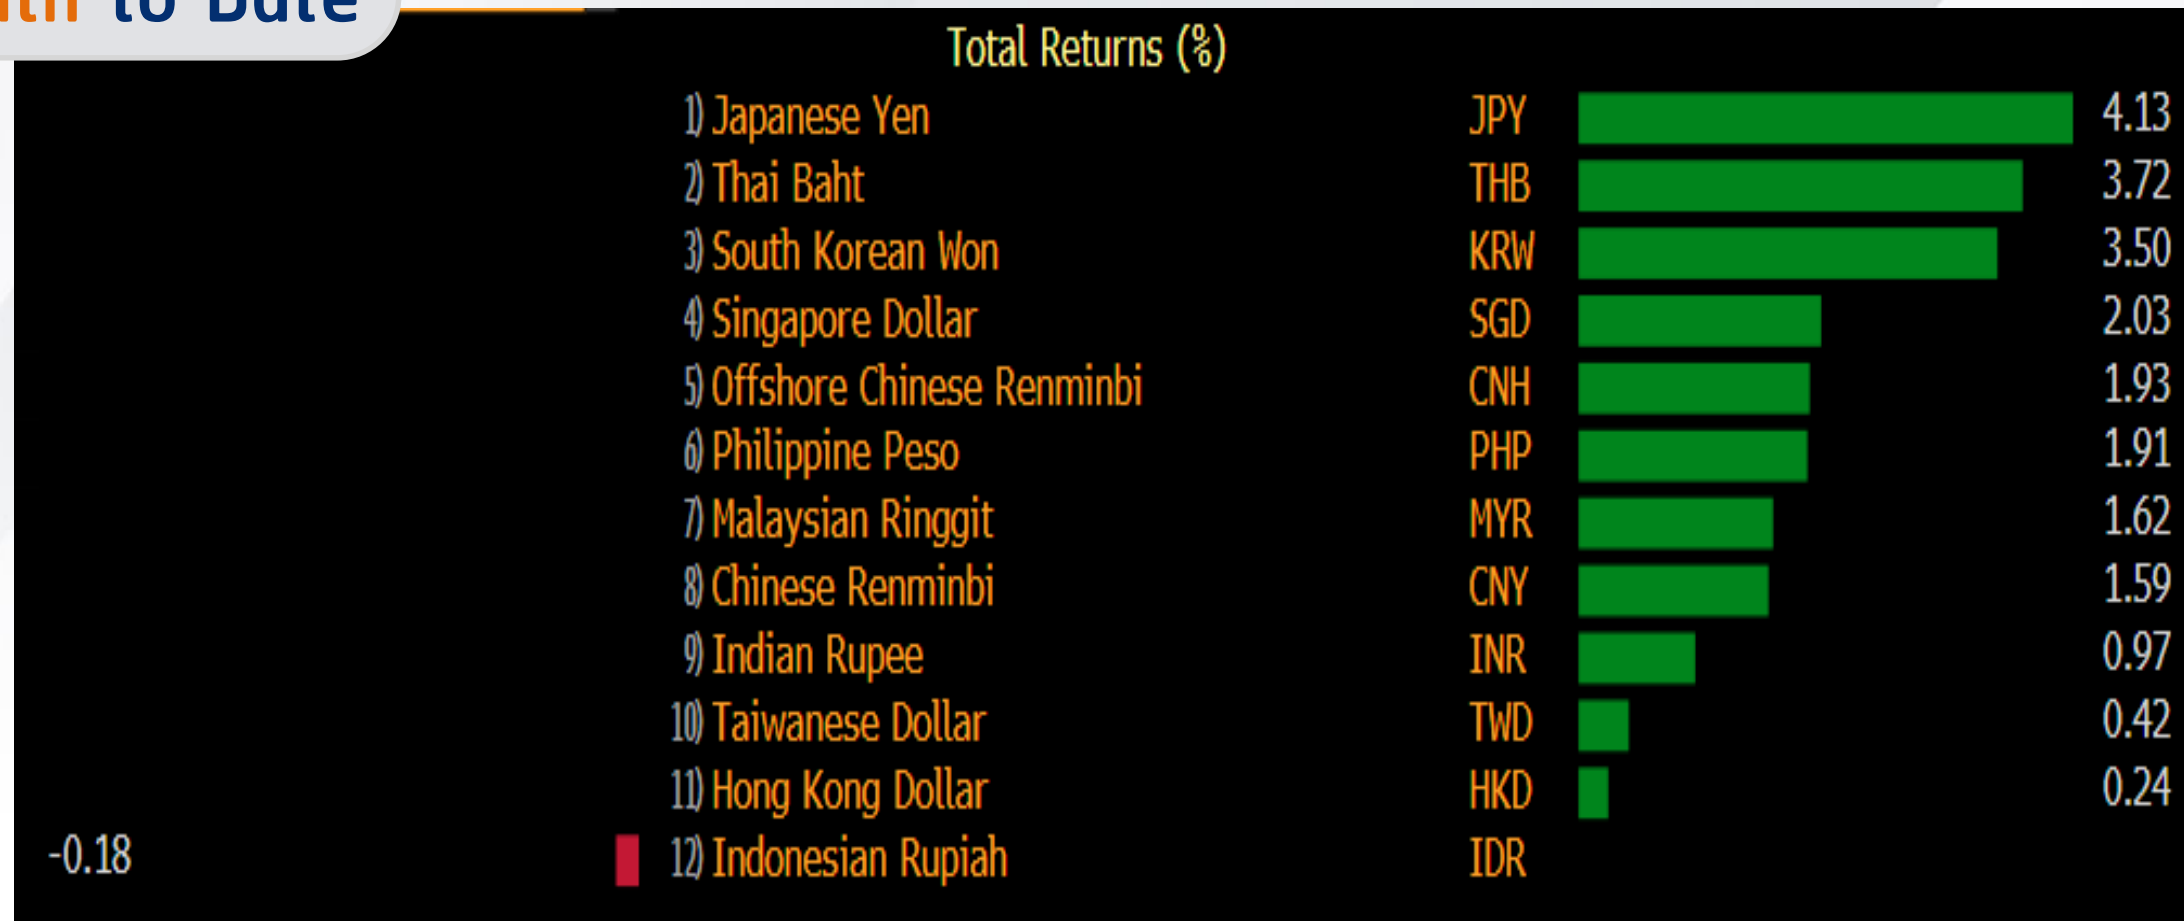 to Date
Total Returns (%)
1) Japanese Yen JPY 4.13
2) Thai Baht THB 3.72
3) South Korean Won KRW 3.50
4) Singapore Dollar SGD 2.03
5) Offshore Chinese Renminbi CNH 1.93
6) Philippine Peso PHP 1.91
7) Malaysian Ringgit MYR 1.62
8) Chinese Renminbi CNY 1.59
9) Indian Rupee INR 0.97
10) Taiwanese Dollar TWD 0.42
11) Hong Kong Dollar HKD 0.24
-0.18 12) Indonesian Rupiah IDR